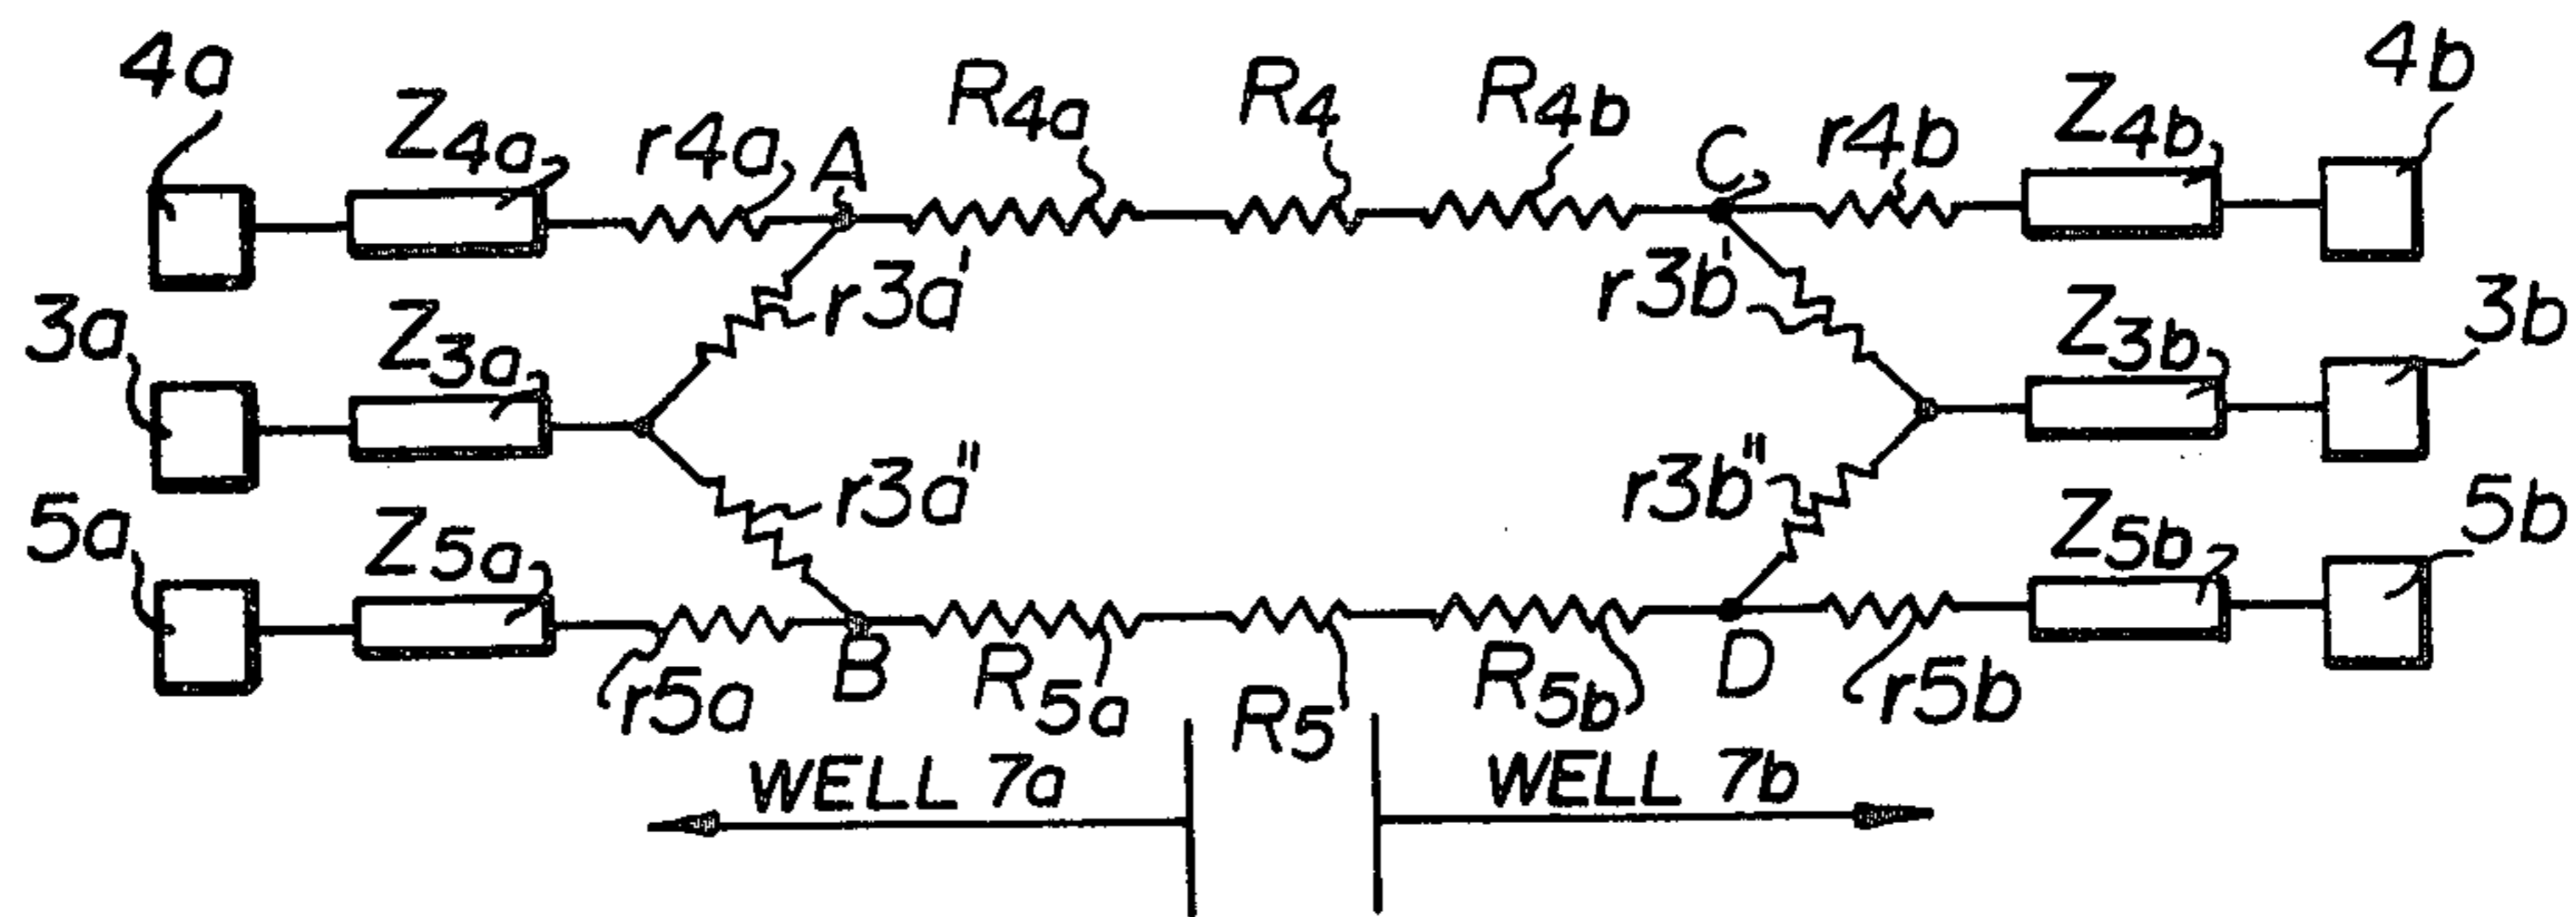 4a Z4a r4a A R4a R4 R4b C r4b Z4b 4b
3a Z3a r3a' r3b' Z3b 3b
5a Z5a r3a" r3b" Z5b 5b
r5a B R5a R5 R5b D r5b
WELL 7a WELL 7b